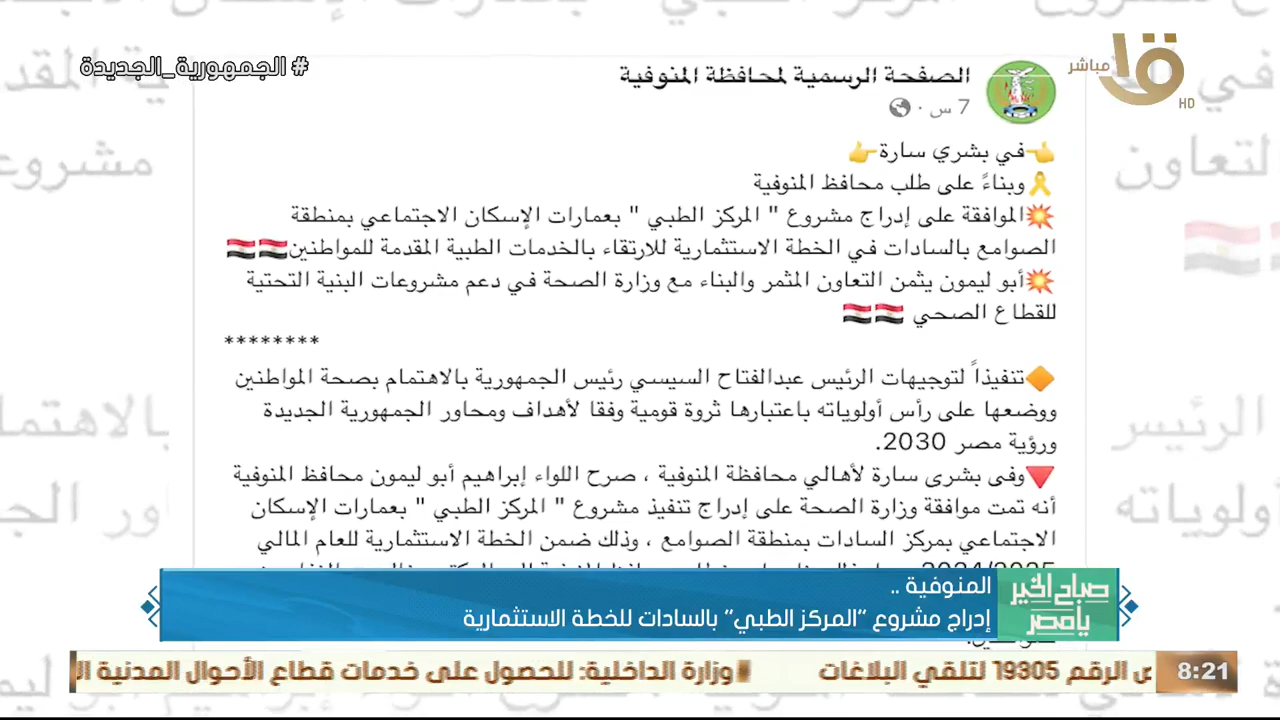 # الجمهورية_الجديدة
مباشر
HD
الصفحة الرسمية لمحافظة المنوفية
7 س ·
في بشري سارة
وبناءً على طلب محافظ المنوفية
الموافقة على إدراج مشروع " المركز الطبي " بعمارات الإسكان الاجتماعي بمنطقة
الصوامع بالسادات في الخطة الاستثمارية للارتقاء بالخدمات الطبية المقدمة للمواطنين
أبو ليمون يثمن التعاون المثمر والبناء مع وزارة الصحة في دعم مشروعات البنية التحتية
للقطاع الصحي
********
تنفيذاً لتوجيهات الرئيس عبدالفتاح السيسي رئيس الجمهورية بالاهتمام بصحة المواطنين
ووضعها على رأس أولوياته باعتبارها ثروة قومية وفقا لأهداف ومحاور الجمهورية الجديدة
ورؤية مصر 2030.
وفى بشرى سارة لأهالي محافظة المنوفية ، صرح اللواء إبراهيم أبو ليمون محافظ المنوفية
أنه تمت موافقة وزارة الصحة على إدراج تنفيذ مشروع " المركز الطبي " بعمارات الإسكان
الاجتماعي بمركز السادات بمنطقة الصوامع ، وذلك ضمن الخطة الاستثمارية للعام المالي
صباح الخير
يا مصر
المنوفية ..
إدراج مشروع “المركز الطبي” بالسادات للخطة الاستثمارية
الرقم 19305 لتلقي البلاغات
وزارة الداخلية: للحصول على خدمات قطاع الأحوال المدنية
8:21